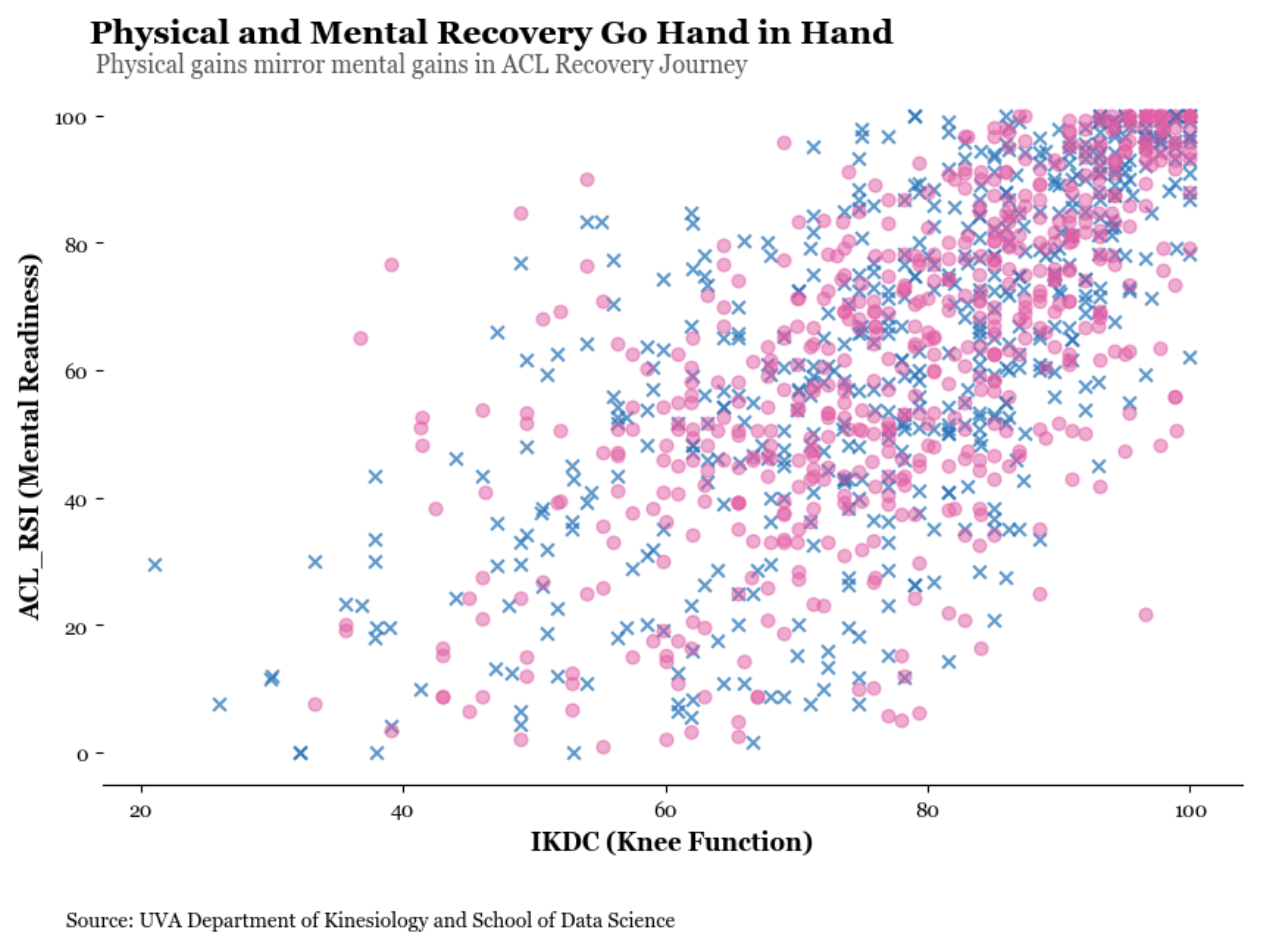 Physical and Mental Recovery Go Hand in Hand
Physical gains mirror mental gains in ACL Recovery Journey
100
80
60
40
20
0
ACL_RSI (Mental Readiness)
20 40 60 80 100
IKDC (Knee Function)
Source: UVA Department of Kinesiology and School of Data Science